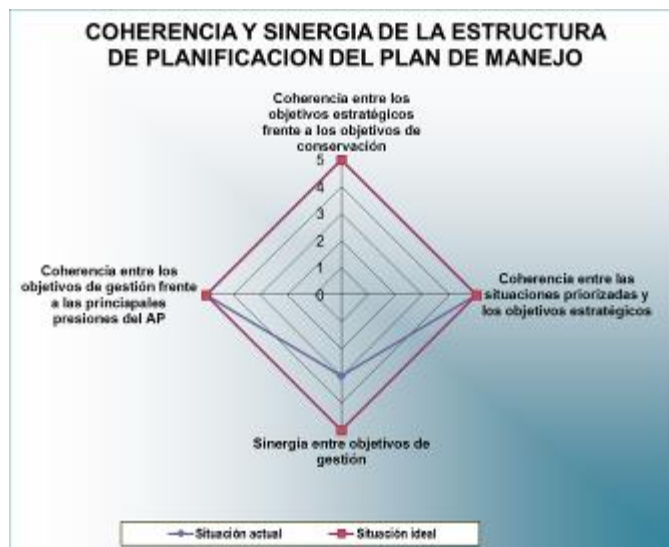 COHERENCIA Y SINERGIA DE LA ESTRUCTURA
DE PLANIFICACION DEL PLAN DE MANEJO
Coherencia entre los
objetivos estratégicos
frente a los objetivos de
conservación
5
4
3
2
1
0
Coherencia entre los
objetivos de gestión frente
a las princiapales
presiones del AP
Coherencia entre las
situaciones priorizadas y
los objetivos estratégicos
Sinergia entre objetivos de
gestión
Situación actual
Situación ideal